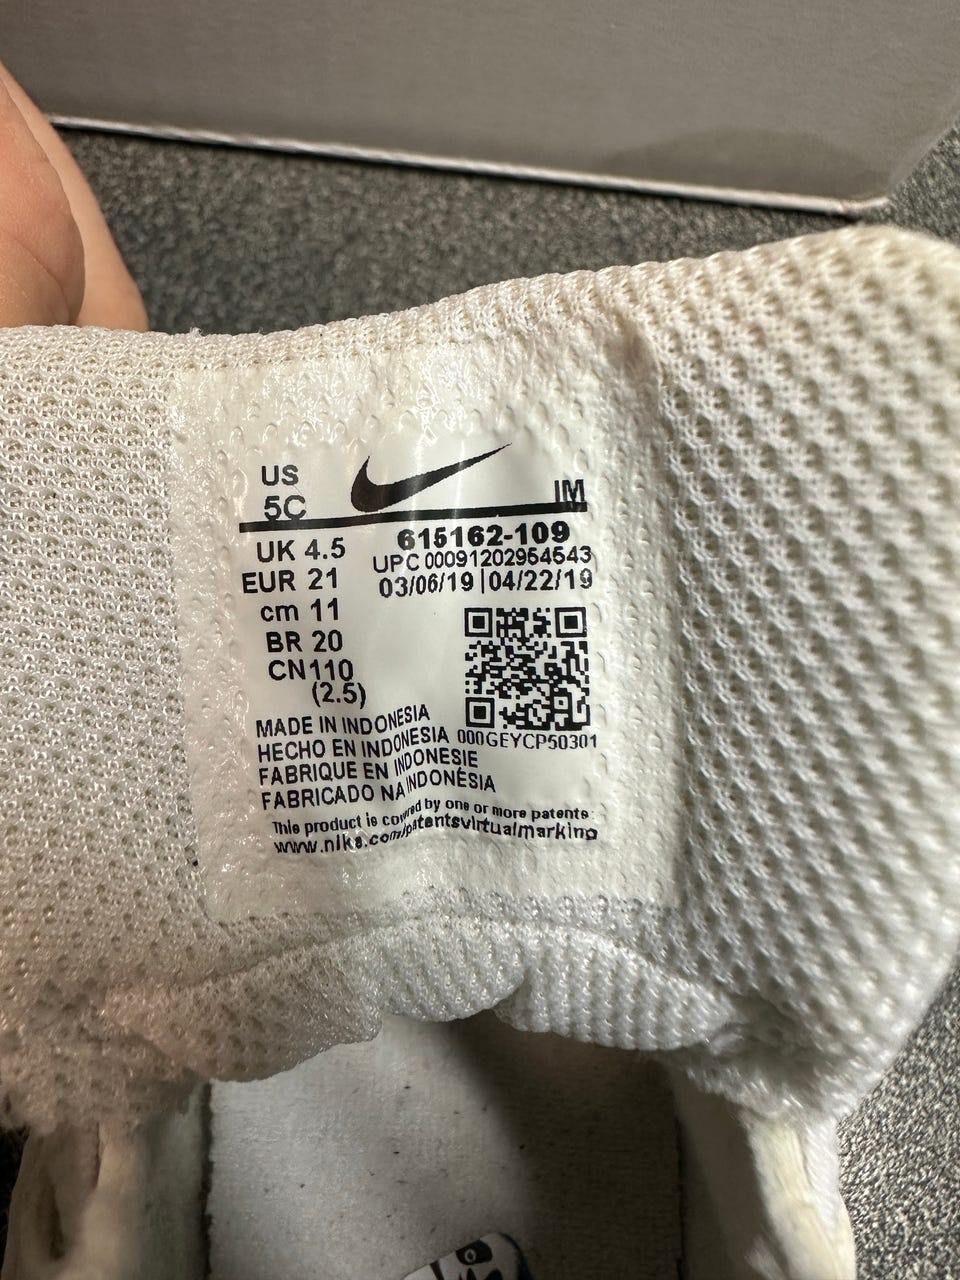 US
5C
IM
UK 4.5
EUR 21
cm 11
BR 20
CN 110
(2.5)
615162-109
UPC 00091202954543
03/06/19 | 04/22/19
000GEYCP50301
MADE IN INDONESIA
HECHO EN INDONESIA
FABRIQUE EN INDONESIE
FABRICADO NA INDONÉSIA
This product is covered by one or more patents:
www.nike.com/patentsvirtualmarking